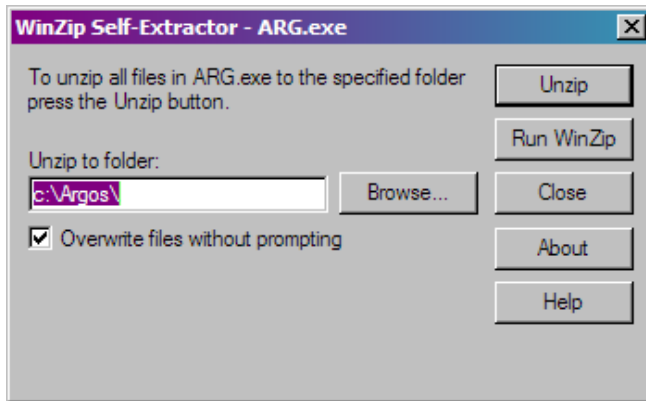 WinZip Self-Extractor - ARG.exe
To unzip all files in ARG.exe to the specified folder
press the Unzip button.
Unzip to folder:
c:\Argos\
Browse...
Overwrite files without prompting
Unzip
Run WinZip
Close
About
Help